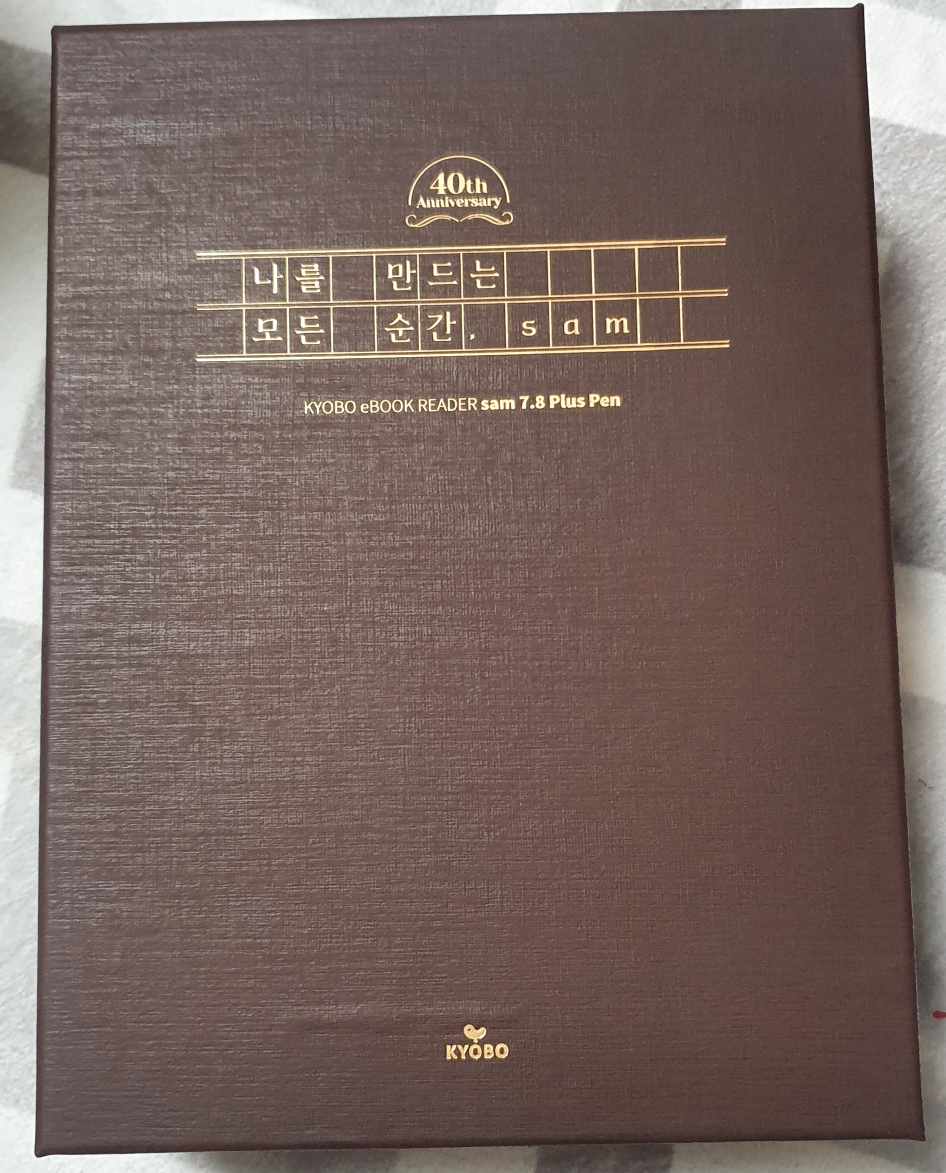 40th
Anniversary
나를 만드는
모든 순간, sam
KYOBO eBOOK READER sam 7.8 Plus Pen
KYOBO